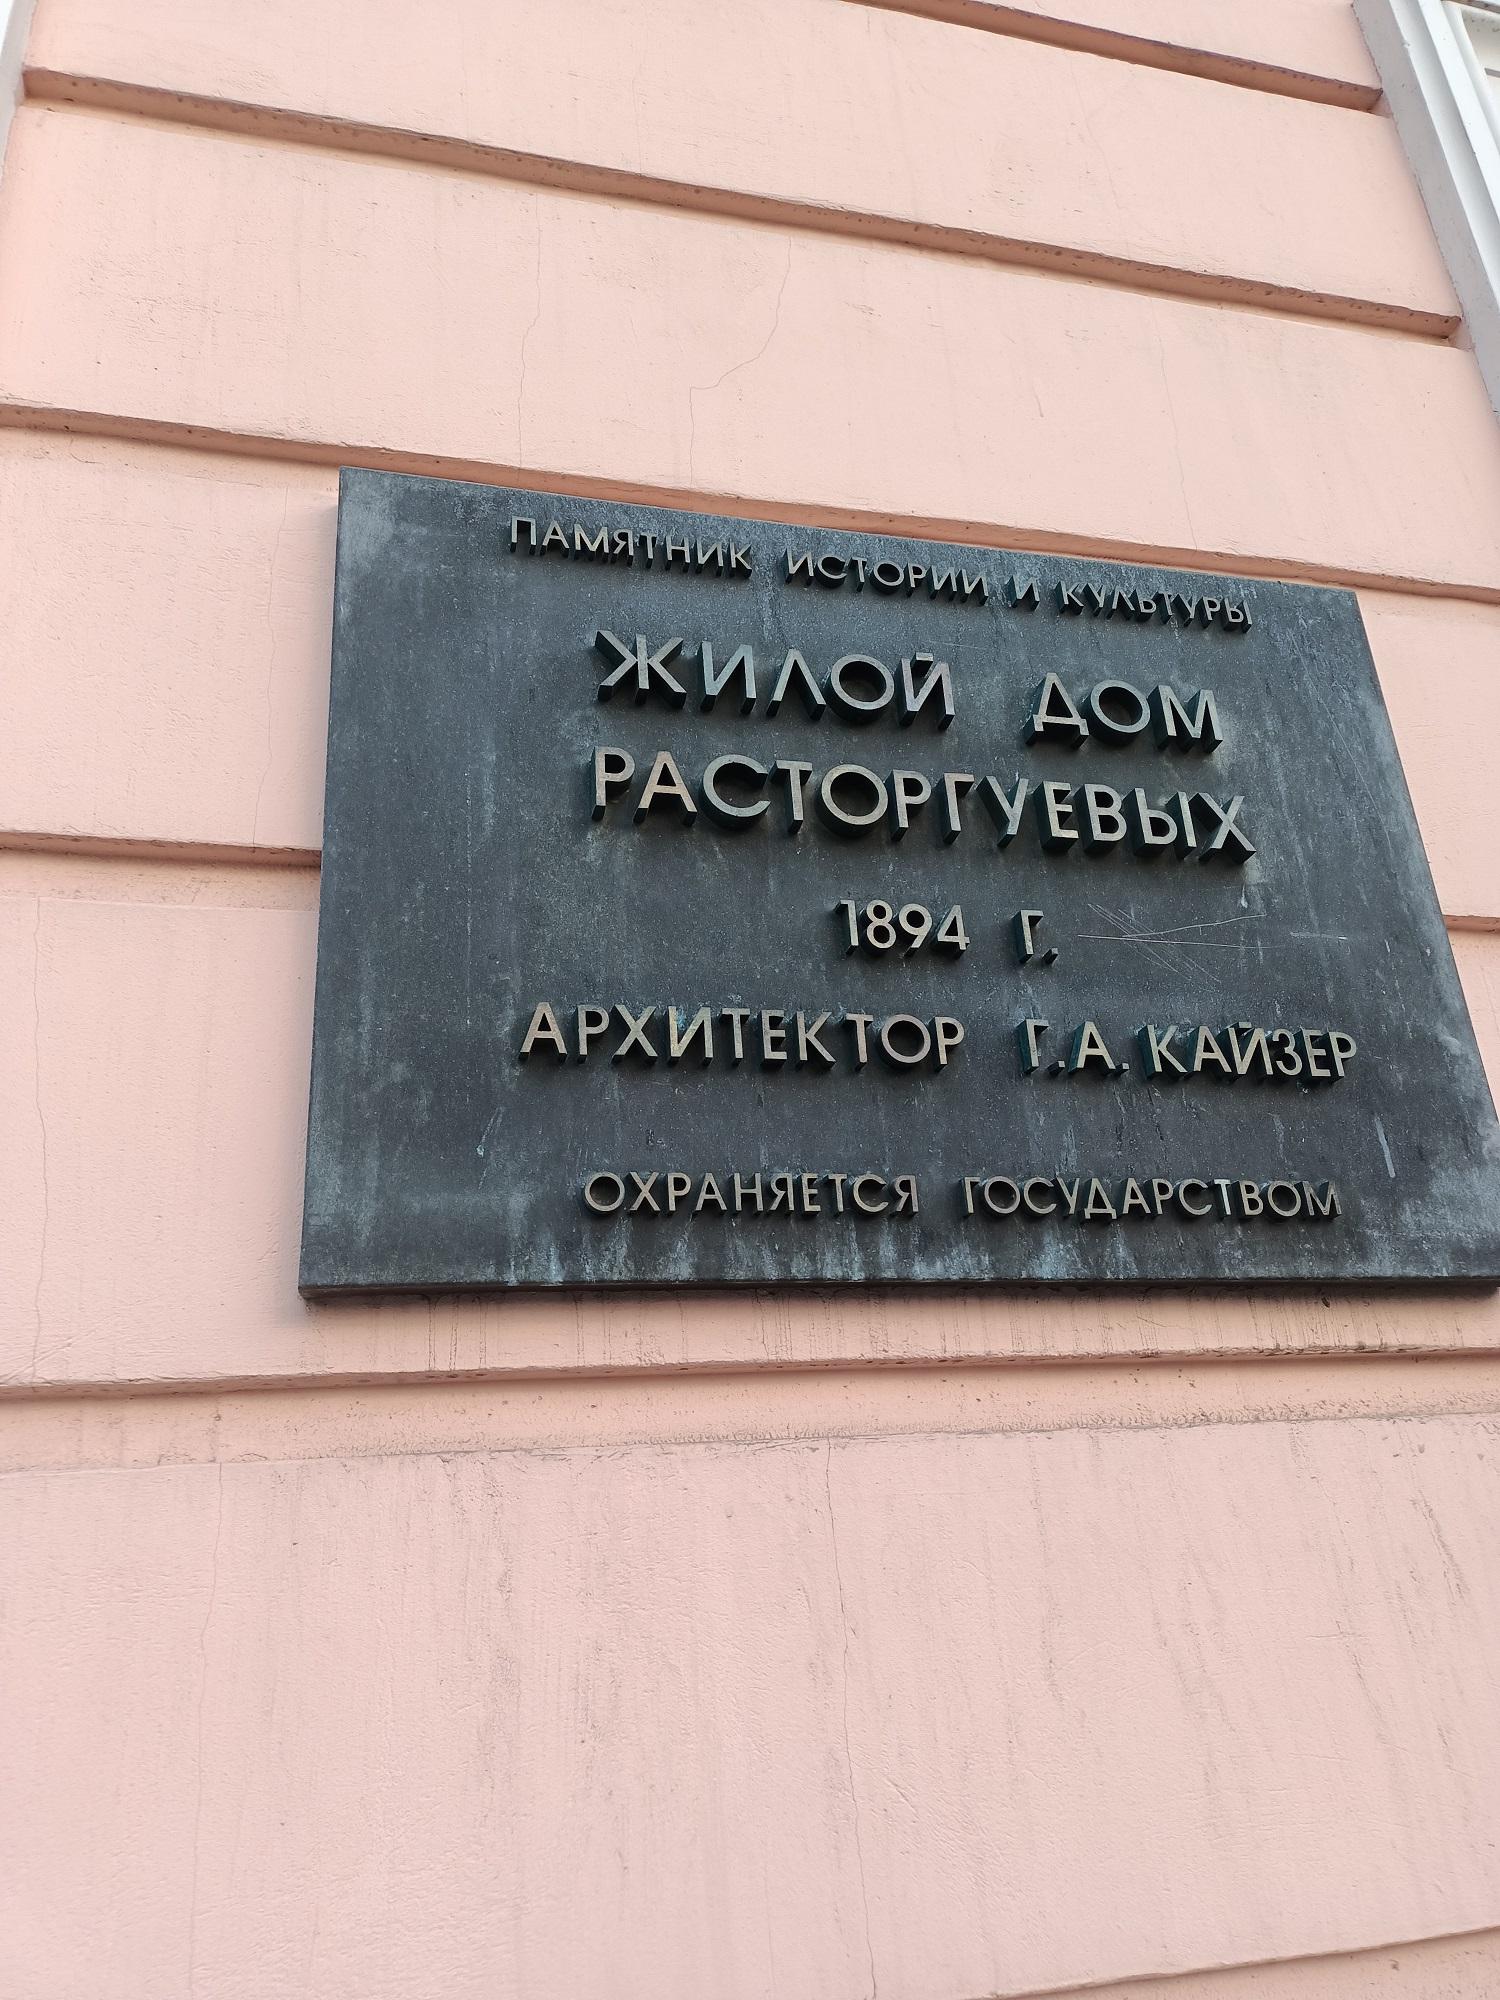 ПАМЯТНИК ИСТОРИИ И КУЛЬТУРЫ
ЖИЛОЙ ДОМ
РАСТОРГУЕВЫХ
1894 Г.
АРХИТЕКТОР Г.А. КАЙЗЕР
ОХРАНЯЕТСЯ ГОСУДАРСТВОМ